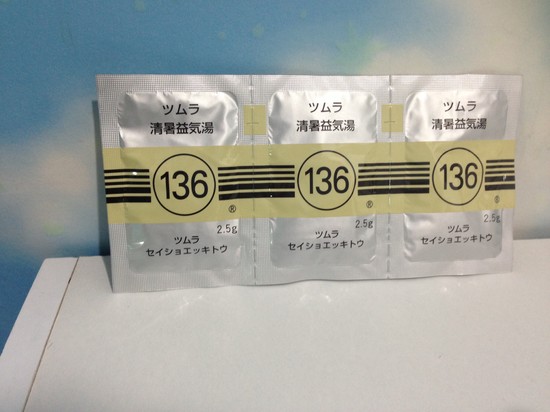 ツムラ
清暑益気湯
136
®
2.5g
ツムラ
セイショエッキトウ
ツムラ
清暑益気湯
136
®
2.5g
ツムラ
セイショエッキトウ
ツムラ
清暑益気湯
136
®
2.5g
ツムラ
セイショエッキトウ